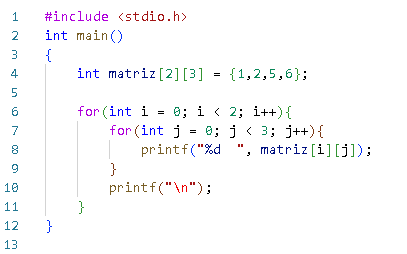 1 #include <stdio.h>
2 int main()
3 {
4     int matriz[2][3] = {1,2,5,6};
5
6     for(int i = 0; i < 2; i++){
7         for(int j = 0; j < 3; j++){
8             printf("%d  ", matriz[i][j]);
9         }
10         printf("\n");
11     }
12 }
13